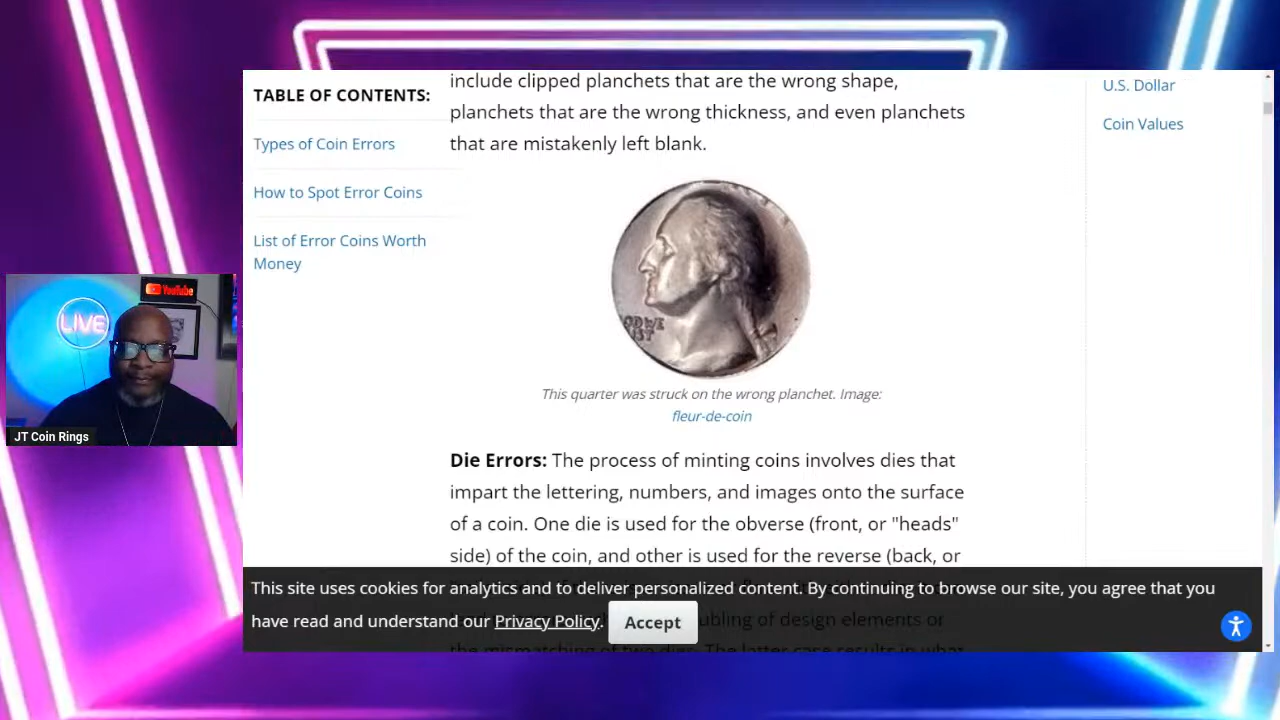 include clipped planchets that are the wrong shape,
planchets that are the wrong thickness, and even planchets
that are mistakenly left blank.
TABLE OF CONTENTS:
Types of Coin Errors
How to Spot Error Coins
List of Error Coins Worth
Money
U.S. Dollar
Coin Values
YouTube
LIVE
JT Coin Rings
This quarter was struck on the wrong planchet. Image:
fleur-de-coin
Die Errors: The process of minting coins involves dies that
impart the lettering, numbers, and images onto the surface
of a coin. One die is used for the obverse (front, or "heads"
side) of the coin, and other is used for the reverse (back, or
This site uses cookies for analytics and to deliver personalized content. By continuing to browse our site, you agree that you
have read and understand our Privacy Policy.
Accept
ubling of design elements or